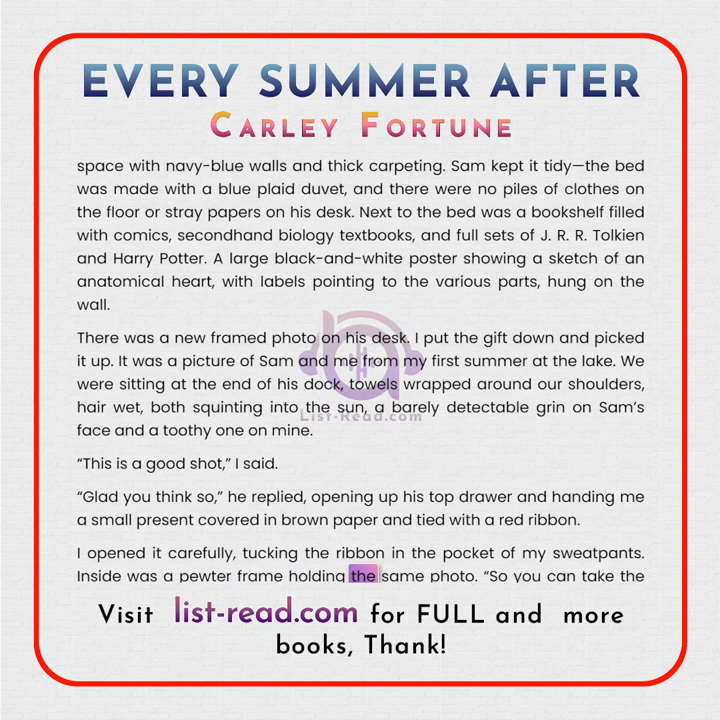 EVERY SUMMER AFTER
CARLEY FORTUNE
space with navy-blue walls and thick carpeting. Sam kept it tidy—the bed
was made with a blue plaid duvet, and there were no piles of clothes on
the floor or stray papers on his desk. Next to the bed was a bookshelf filled
with comics, secondhand biology textbooks, and full sets of J. R. R. Tolkien
and Harry Potter. A large black-and-white poster showing a sketch of an
anatomical heart, with labels pointing to the various parts, hung on the
wall.
There was a new framed photo on his desk. I put the gift down and picked
it up. It was a picture of Sam and me from my first summer at the lake. We
were sitting at the end of his dock, towels wrapped around our shoulders,
hair wet, both squinting into the sun, a barely detectable grin on Sam’s
List-Read.com
face and a toothy one on mine.
“This is a good shot,” I said.
“Glad you think so,” he replied, opening up his top drawer and handing me
a small present covered in brown paper and tied with a red ribbon.
I opened it carefully, tucking the ribbon in the pocket of my sweatpants.
Inside was a pewter frame holding the same photo. “So you can take the
Visit list-read.com for FULL and more
books, Thank!